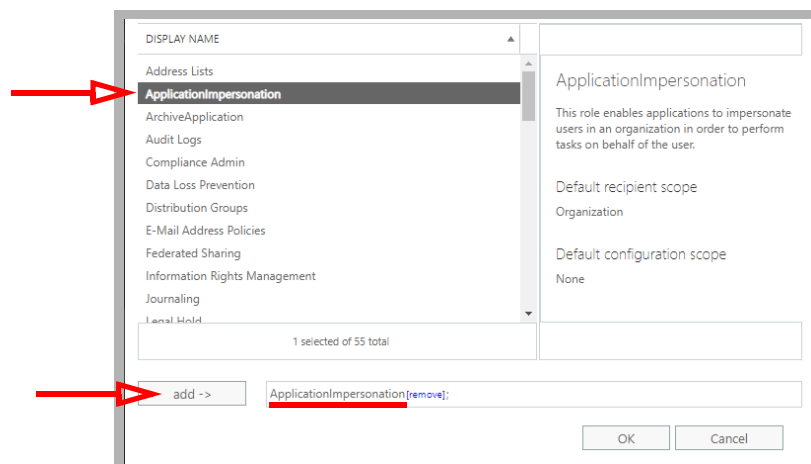 DISPLAY NAME
Address Lists
ApplicationImpersonation
ArchiveApplication
Audit Logs
Compliance Admin
Data Loss Prevention
Distribution Groups
E-Mail Address Policies
Federated Sharing
Information Rights Management
Journaling
Legal Hold
1 selected of 55 total
ApplicationImpersonation
This role enables applications to impersonate
users in an organization in order to perform
tasks on behalf of the user.
Default recipient scope
Organization
Default configuration scope
None
add -> ApplicationImpersonation[remove];
OK Cancel